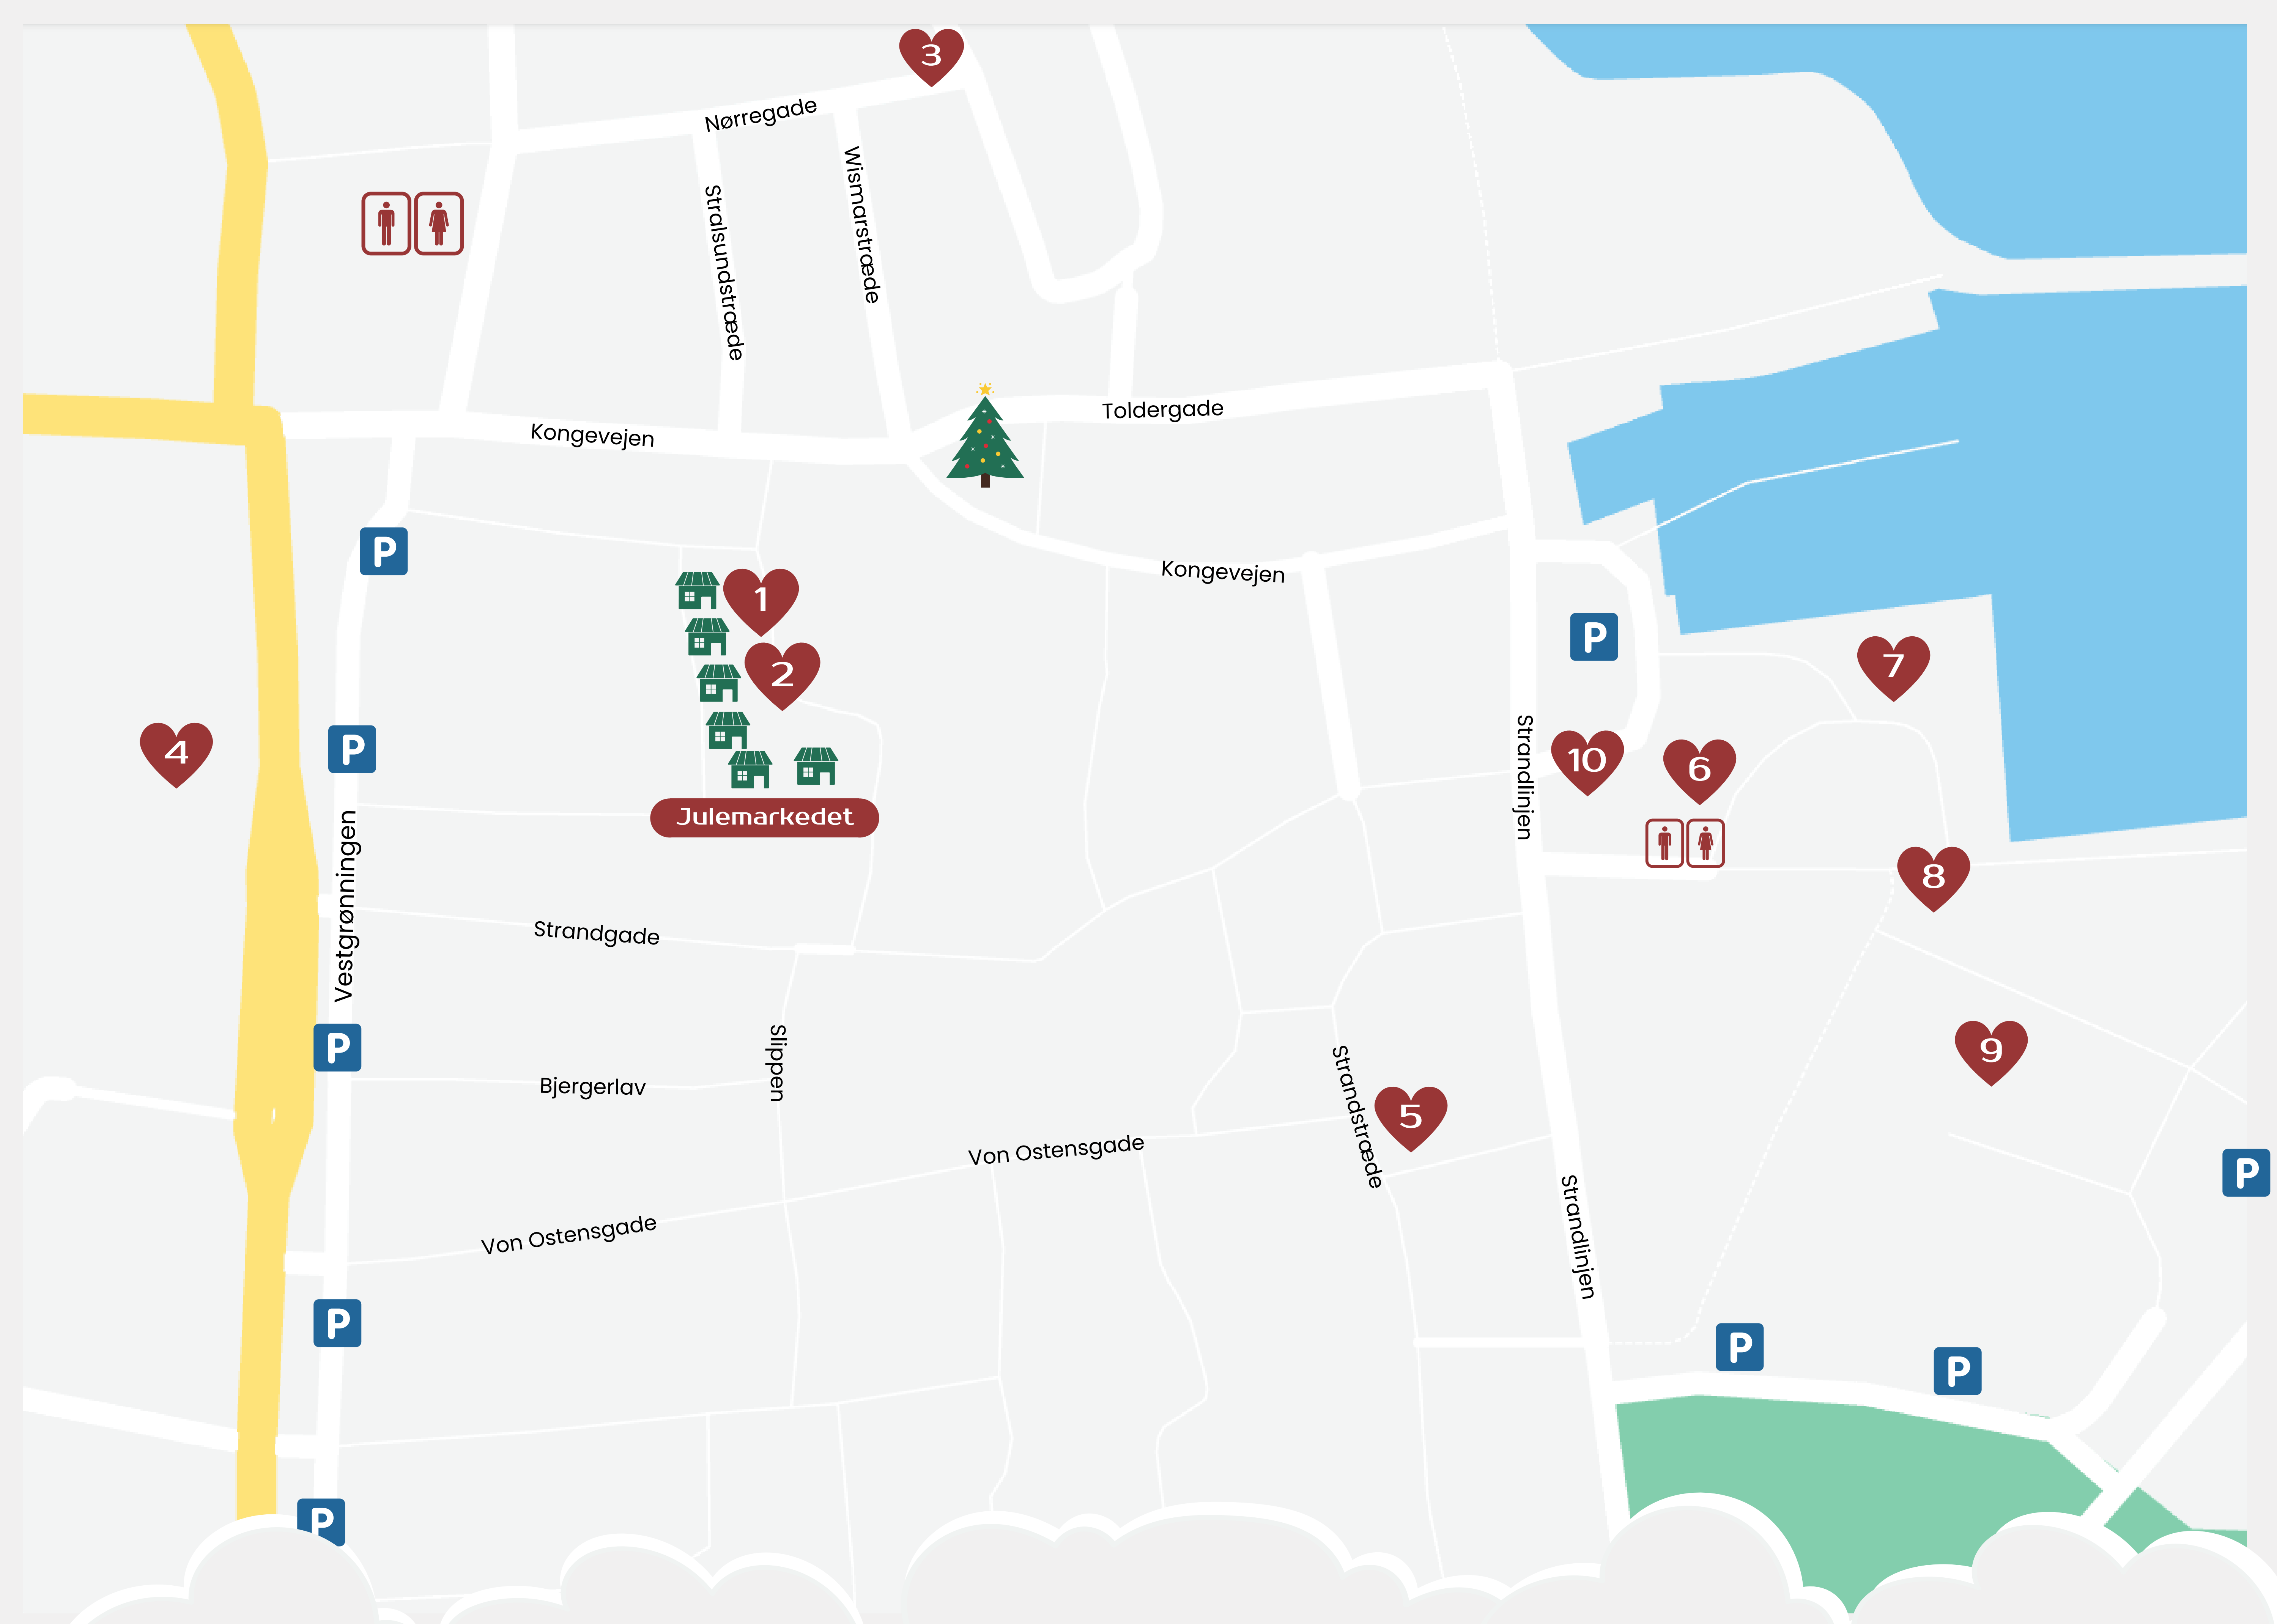 3
Nørregade
Wismarstræde
Stralsundstræde
Toldergade
Kongevejen
P
Kongevejen
1
P
2
7
4
P
10
6
Strandlinjen
Julemarkedet
Vestgrønningen
8
Strandgade
P
Slippen
9
Bjergerlav
Strandstræde
5
Von Ostensgade
P
Von Ostensgade
Strandlinjen
P
P
P
P